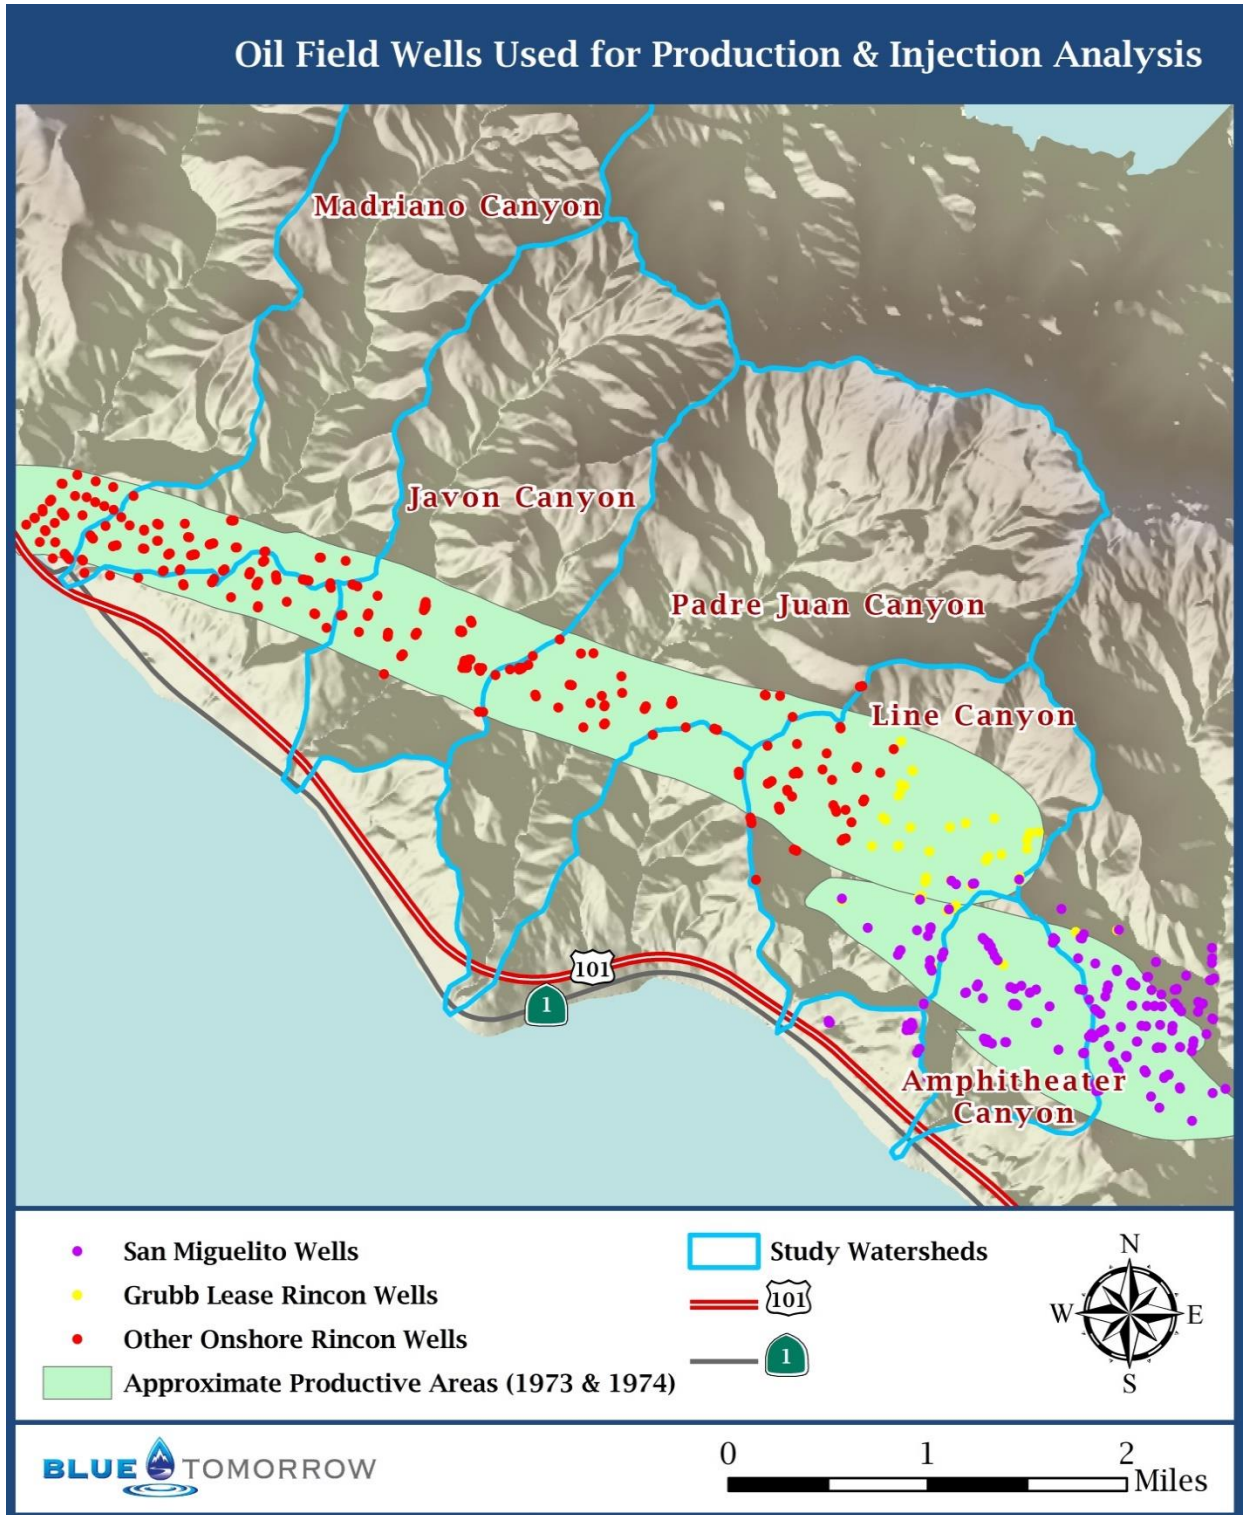 Oil Field Wells Used for Production & Injection Analysis
Madriano Canyon
Javon Canyon
Padre Juan Canyon
Line Canyon
101
1
Amphitheater
Canyon
San Miguelito Wells
Grubb Lease Rincon Wells
Other Onshore Rincon Wells
Approximate Productive Areas (1973 & 1974)
Study Watersheds
101
1
N
W E
S
BLUE TOMORROW
0 1 2
Miles